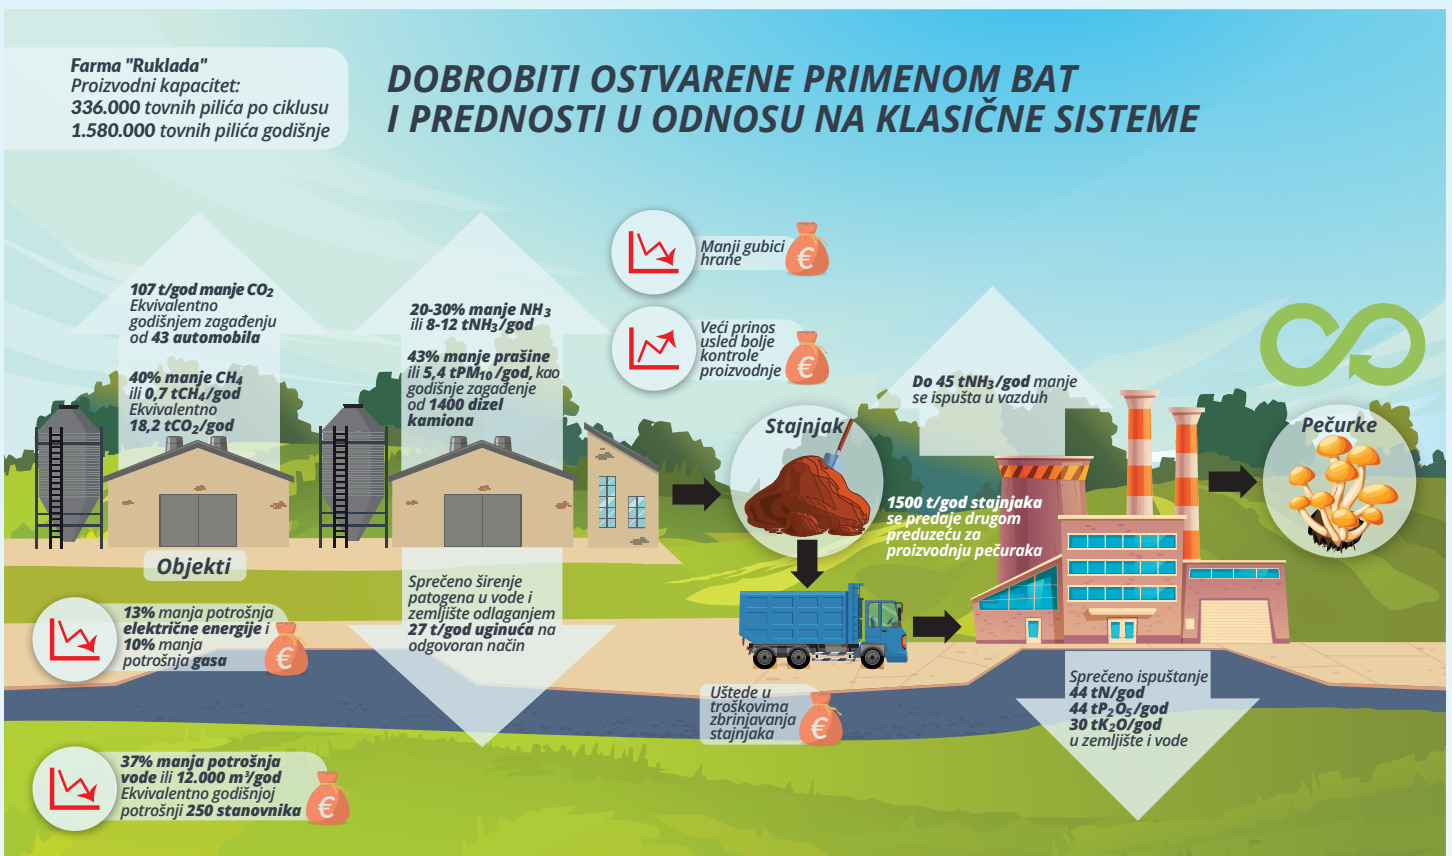 Farma "Ruklada"
Proizvodni kapacitet:
336.000 tovnih pilića po ciklusu
1.580.000 tovnih pilića godišnje
DOBROBITI OSTVARENE PRIMENOM BAT
I PREDNOSTI U ODNOSU NA KLASIČNE SISTEME
107 t/god manje CO₂
Ekvivalentno
godišnjem zagađenju
od 43 automobila
40% manje CH₄
ili 0,7 tCH₄/god
Ekvivalentno
18,2 tCO₂/god
20-30% manje NH₃
ili 8-12 tNH₃/god
43% manje prašine
ili 5,4 tPM₁₀/god, kao
godišnje zagađenje
od 1400 dizel
kamiona
Manji gubici
hrane
€
Veći prinos
usled bolje
kontrole
proizvodnje
€
Stajnjak
Do 45 tNH₃/god manje
se ispušta u vazduh
Pečurke
1500 t/god stajnjaka
se predaje drugom
preduzeću za
proizvodnju pečuraka
Objekti
Sprečeno širenje
patogena u vode i
zemljište odlaganjem
27 t/god uginuća na
odgovoran način
13% manja potrošnja
električne energije i
10% manja
potrošnja gasa
€
Uštede u
troškovima
zbrinjavanja
stajnjaka
€
Sprečeno ispuštanje
44 tN/god
44 tP₂O₅/god
30 tK₂O/god
u zemljište i vode
37% manja potrošnja
vode ili 12.000 m³/god
Ekvivalentno godišnjoj
potrošnji 250 stanovnika
€